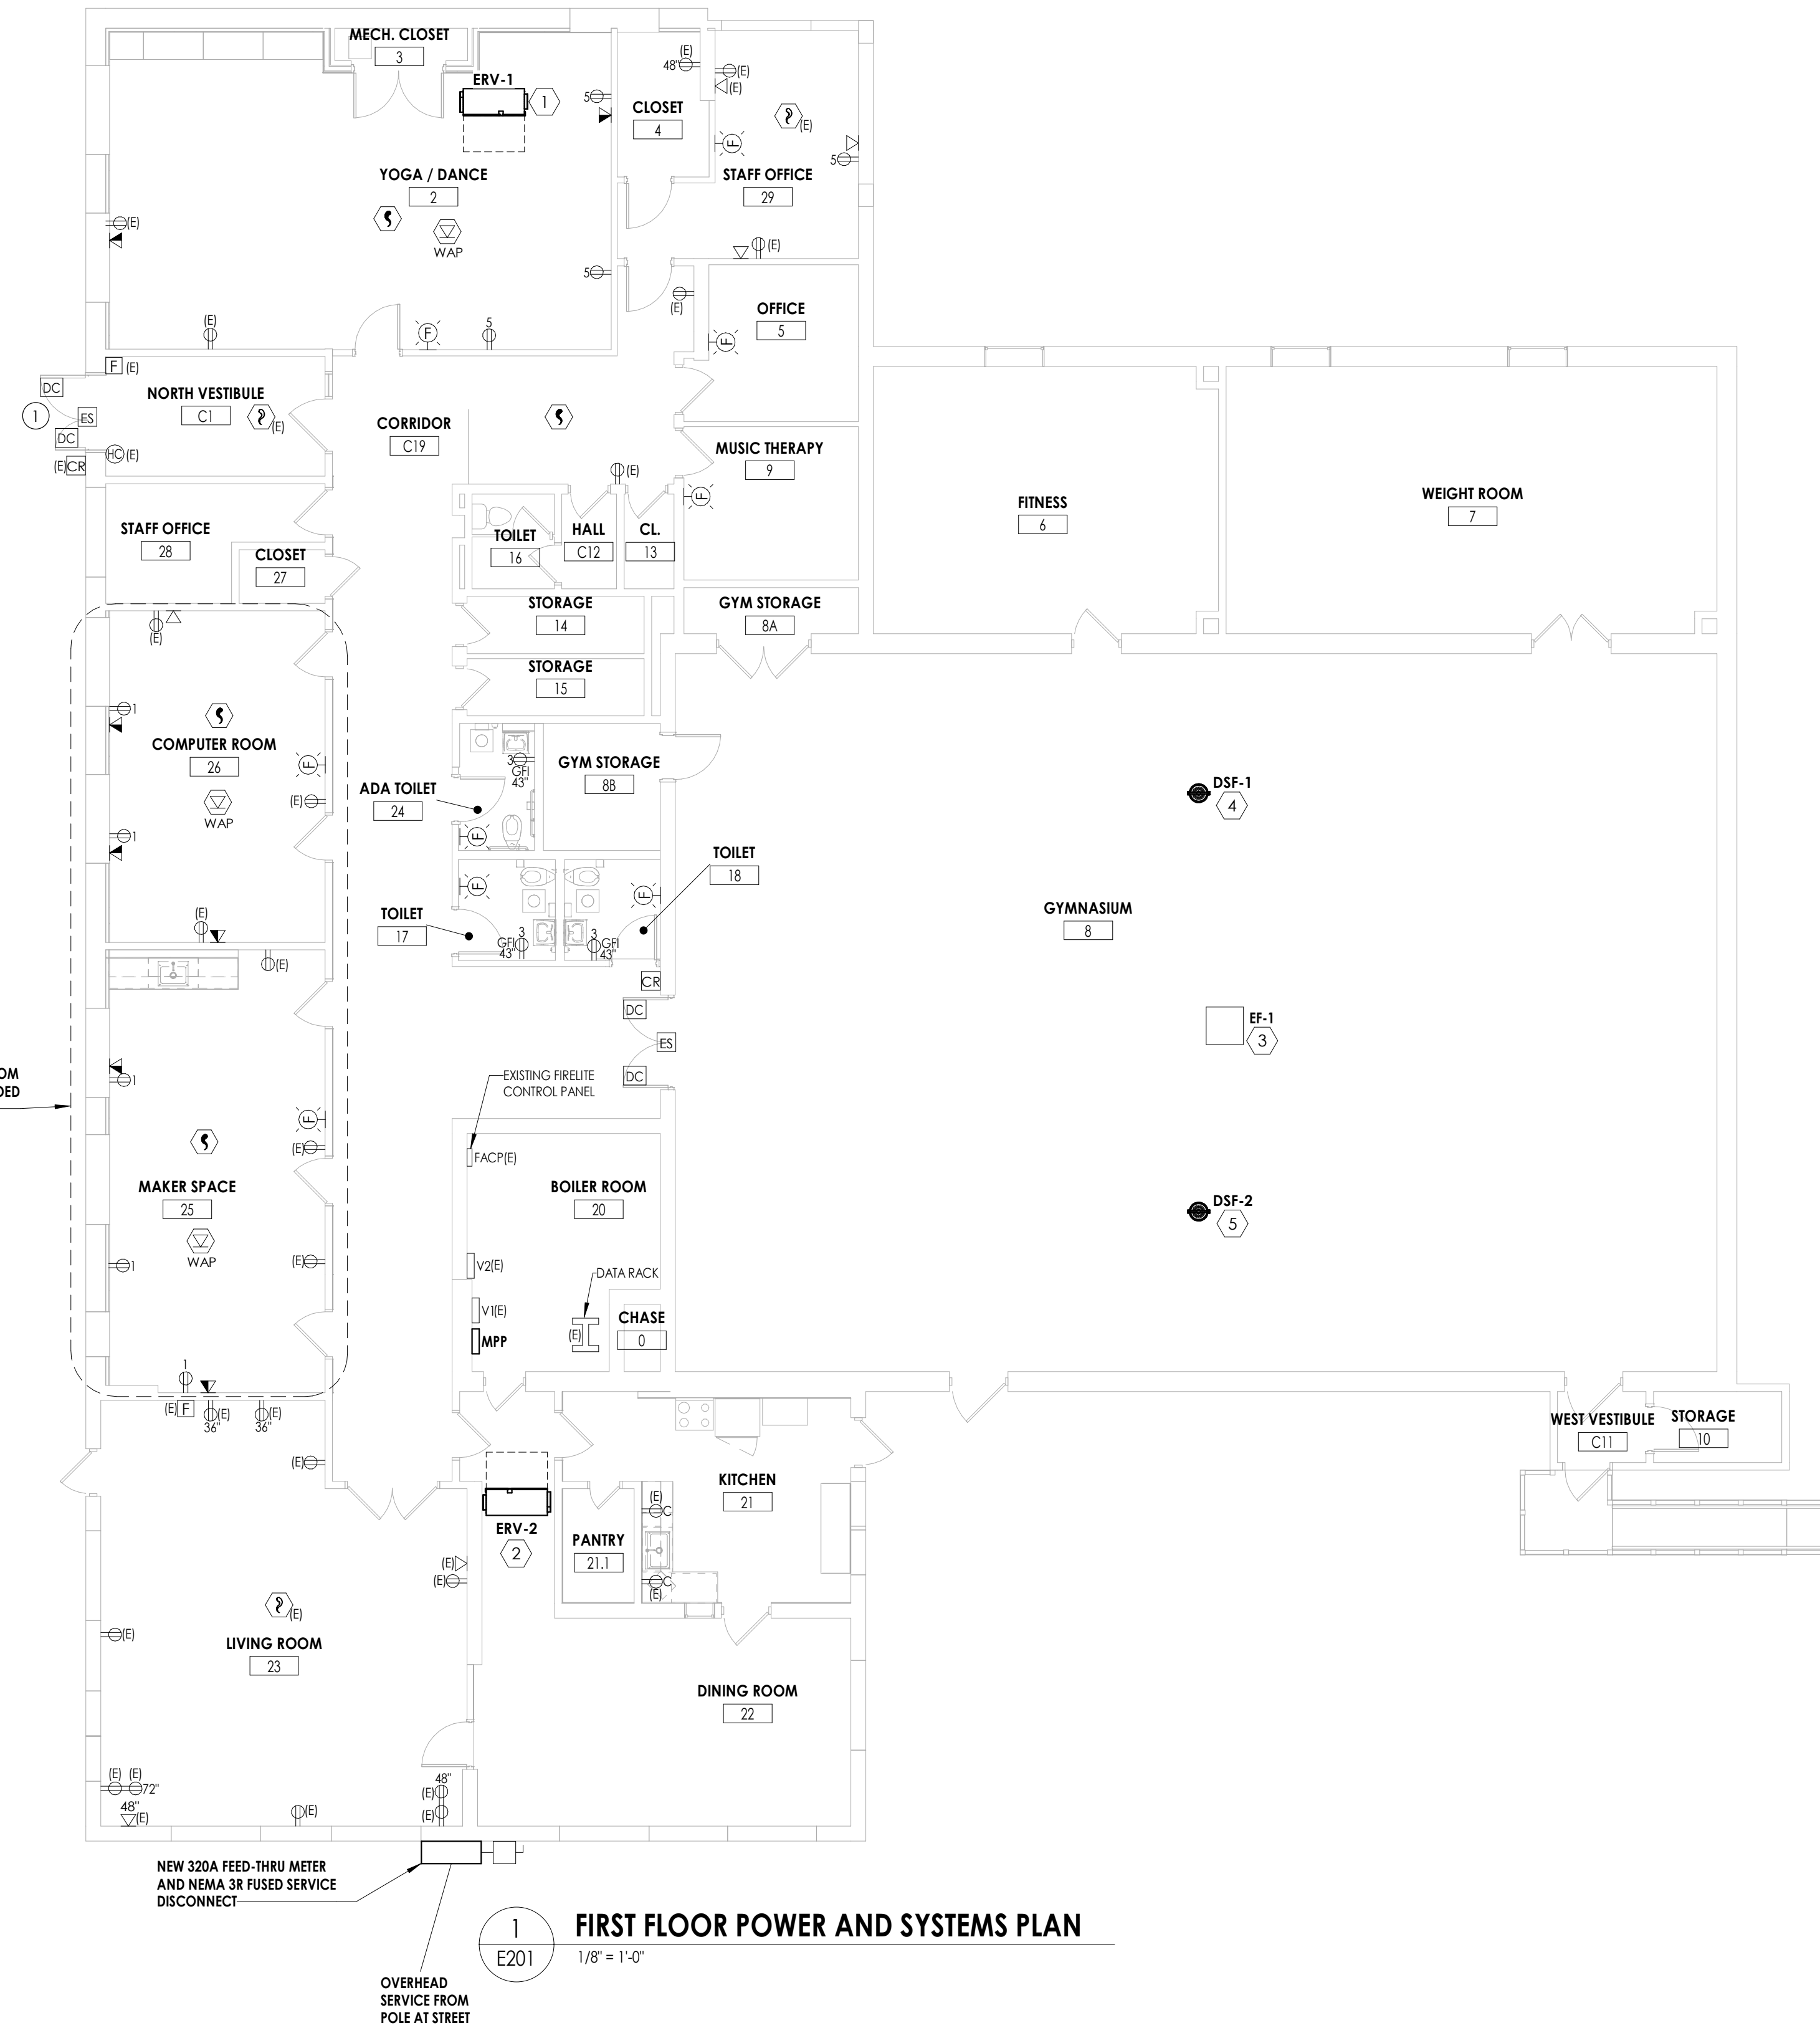 MECH. CLOSET
3
ERV-1
1
(E)
48"
(E)
(E)
5
CLOSET
4
(E)
F
5
STAFF OFFICE
29
YOGA / DANCE
2
WAP
(E)
(E)
5
(E)
(E)
F
5
OFFICE
5
F
F (E)
DC
1
ES
DC
HC (E)
(E) CR
NORTH VESTIBULE
C1
(E)
CORRIDOR
C19
(E)
MUSIC THERAPY
9
F
FITNESS
6
WEIGHT ROOM
7
STAFF OFFICE
28
CLOSET
27
TOILET
16
HALL
C12
CL.
13
STORAGE
14
GYM STORAGE
8A
STORAGE
15
(E)
1
COMPUTER ROOM
26
F
(E)
WAP
1
(E)
3
GFI
43"
GYM STORAGE
8B
ADA TOILET
24
F
DSF-1
4
TOILET
18
F
F
TOILET
17
3
GFI
43"
3
GFI
43"
GYMNASIUM
8
(E)
CR
DC
ES
DC
EF-1
3
OM
DED
1
EXISTING FIRELITE
CONTROL PANEL
F
(E)
FACP(E)
MAKER SPACE
25
WAP
(E)
1
BOILER ROOM
20
DSF-2
5
V2(E)
DATA RACK
V1(E)
MPP
(E)
CHASE
0
1
(E) F
(E)
36"
(E)
36"
(E)
WEST VESTIBULE
C11
STORAGE
10
KITCHEN
21
(E)
C
ERV-2
2
PANTRY
21.1
(E)
(E)
C
(E)
(E)
(E)
LIVING ROOM
23
DINING ROOM
22
(E) (E)
72"
48"
(E)
(E)
48"
(E)
(E)
NEW 320A FEED-THRU METER
AND NEMA 3R FUSED SERVICE
DISCONNECT
1
E201
FIRST FLOOR POWER AND SYSTEMS PLAN
1/8" = 1'-0"
OVERHEAD
SERVICE FROM
POLE AT STREET